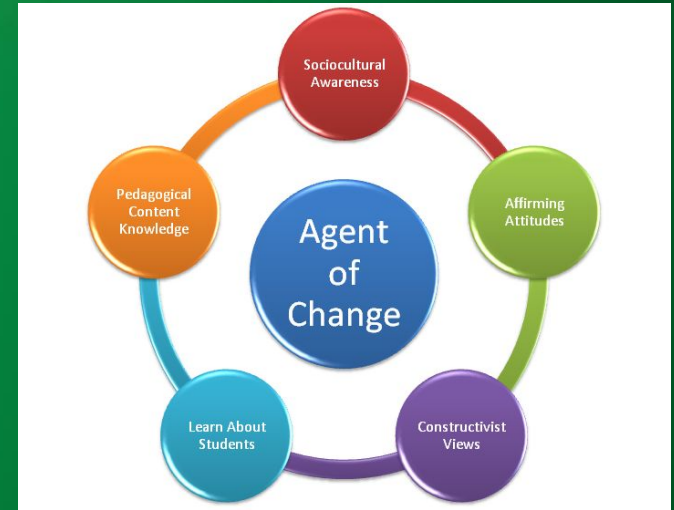 Sociocultural
Awareness
Affirming
Attitudes
Constructivist
Views
Learn About
Students
Pedagogical
Content
Knowledge
Agent
of
Change